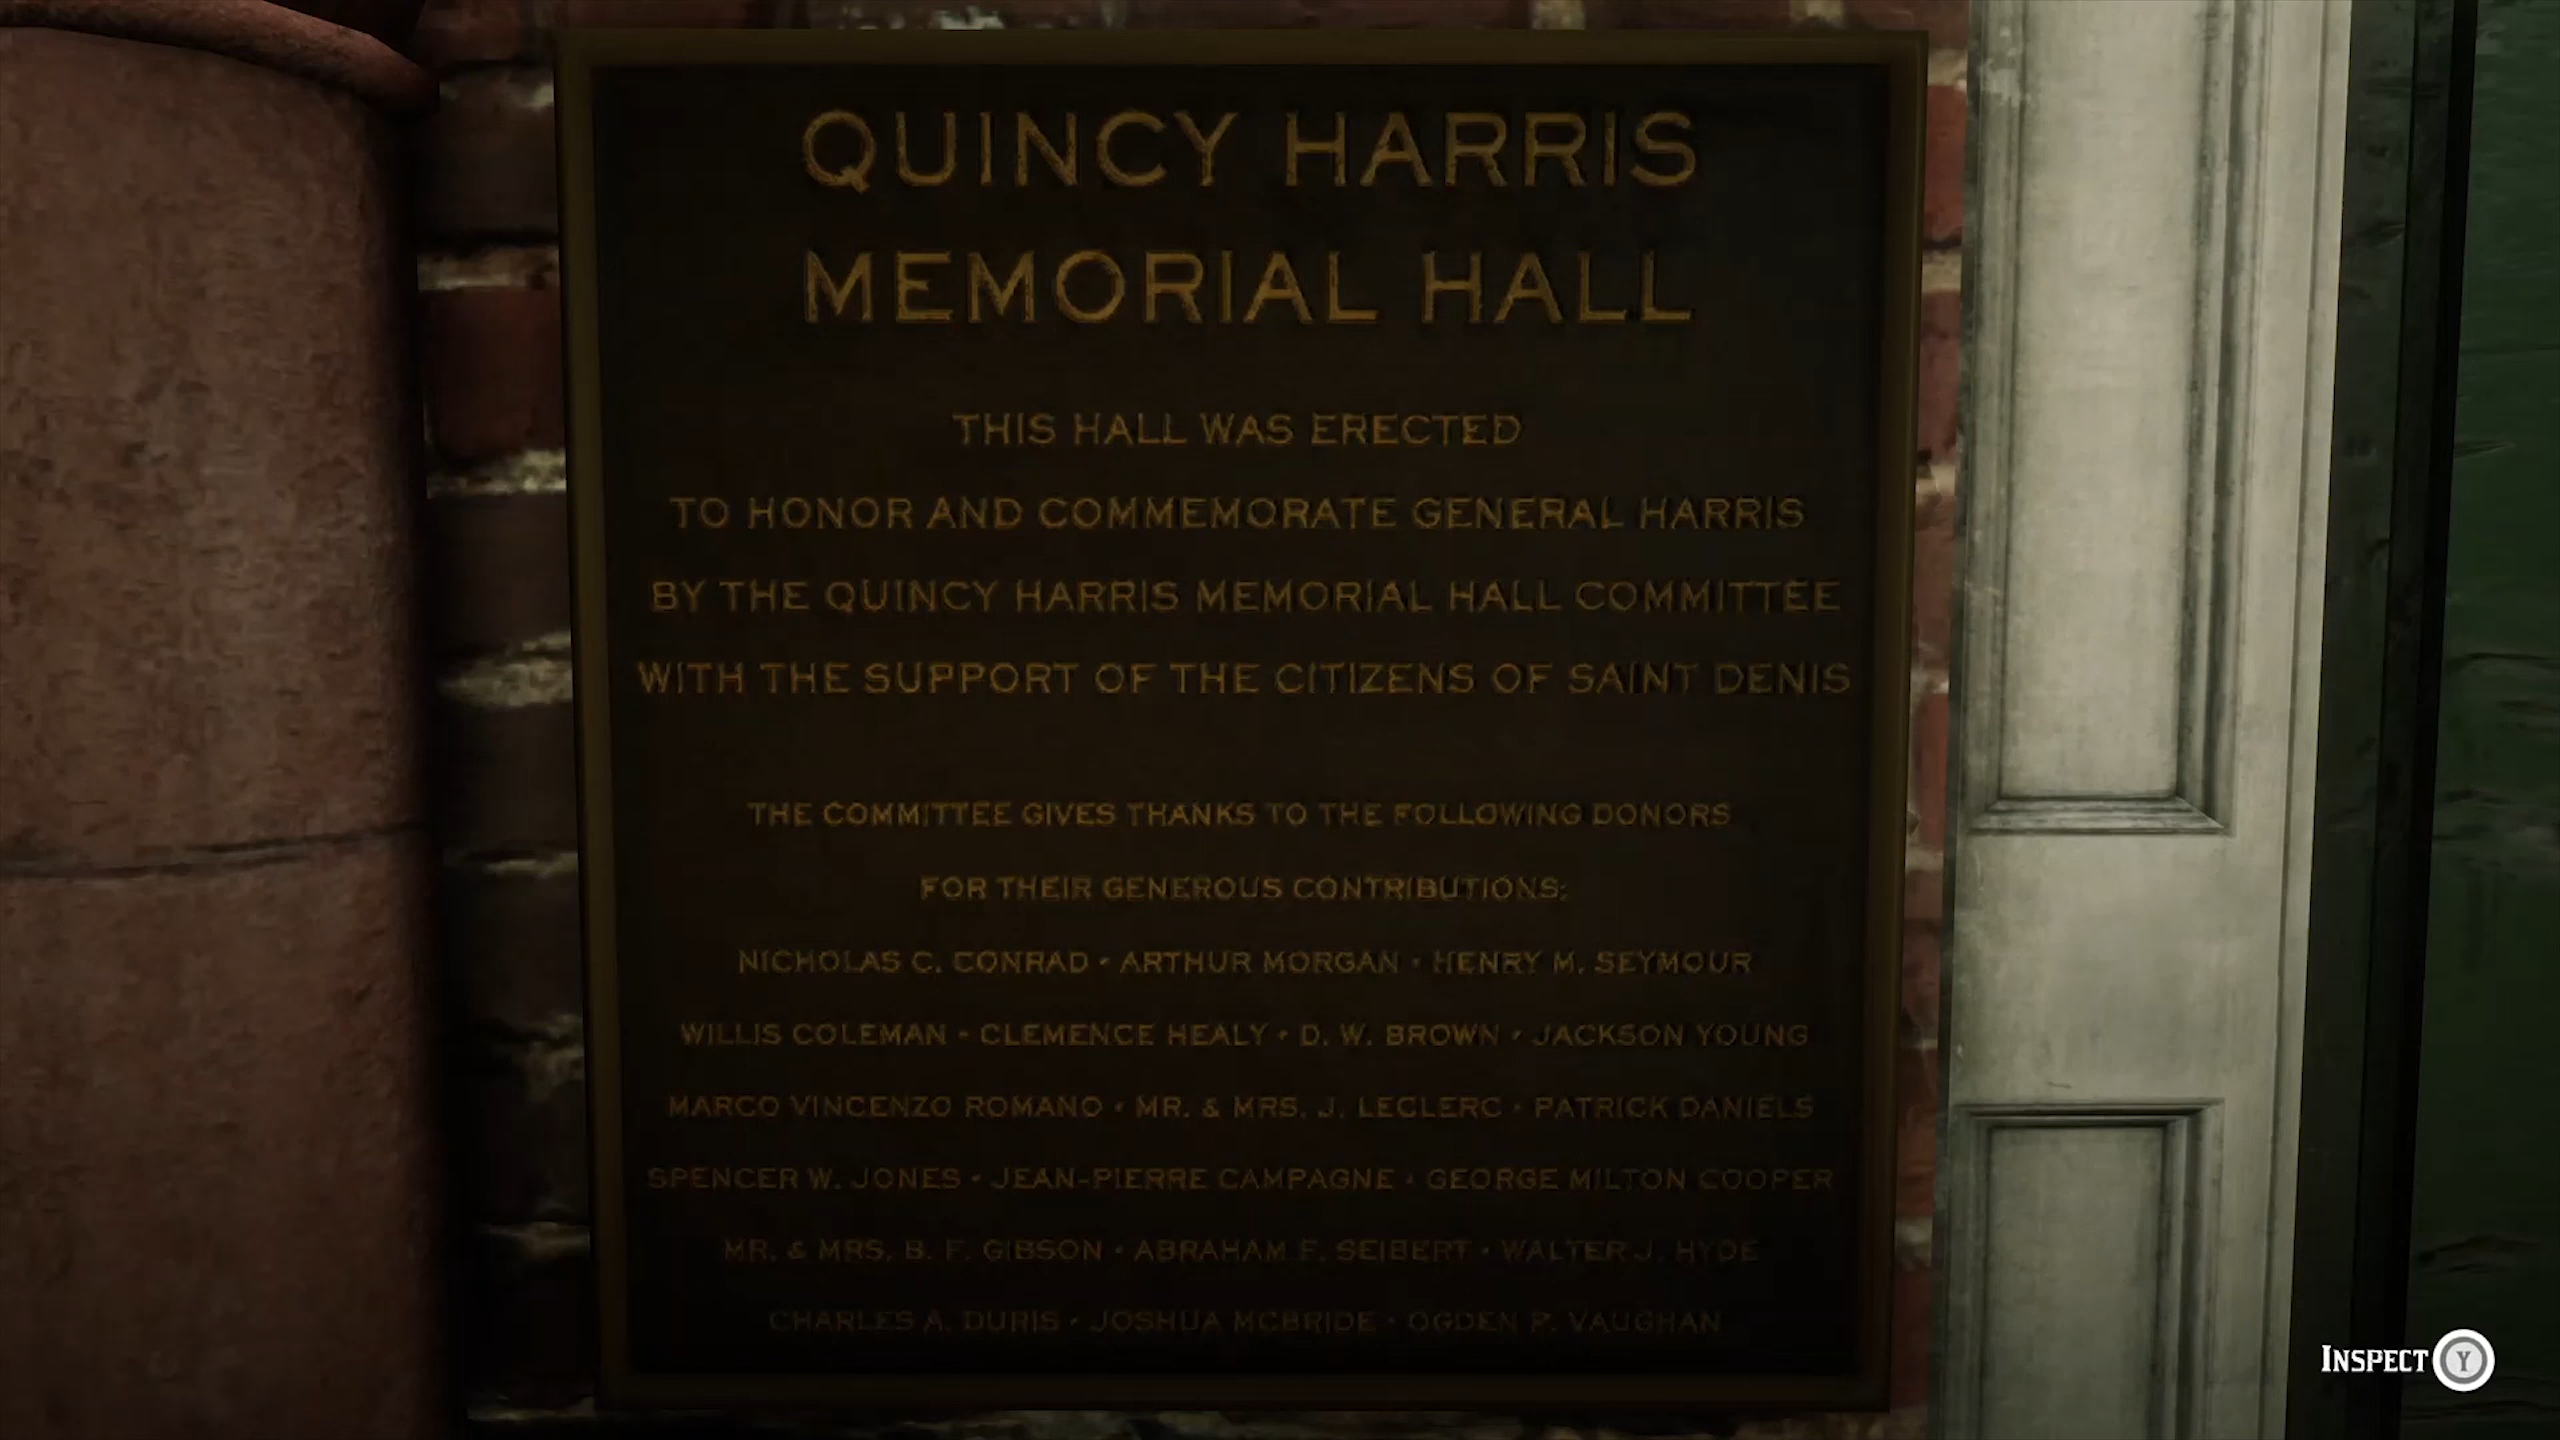 QUINCY HARRIS
MEMORIAL HALL
THIS HALL WAS ERECTED
TO HONOR AND COMMEMORATE GENERAL HARRIS
BY THE QUINCY HARRIS MEMORIAL HALL COMMITTEE
WITH THE SUPPORT OF THE CITIZENS OF SAINT DENIS
THE COMMITTEE GIVES THANKS TO THE FOLLOWING DONORS
FOR THEIR GENEROUS CONTRIBUTIONS:
NICHOLAS C. CONRAD · ARTHUR MORGAN · HENRY M. SEYMOUR
WILLIS COLEMAN · CLEMENCE HEALY · D. W. BROWN · JACKSON YOUNG
MARCO VINCENZO ROMANO · MR. & MRS. J. LECLERC · PATRICK DANIELS
SPENCER W. JONES · JEAN-PIERRE CAMPAGNE · GEORGE MILTON COOPER
MR. & MRS. B. F. GIBSON · ABRAHAM F. SEIBERT · WALTER J. HYDE
CHARLES A. DURIS · JOSHUA MCBRIDE · OGDEN P. VAUGHAN
INSPECT Y